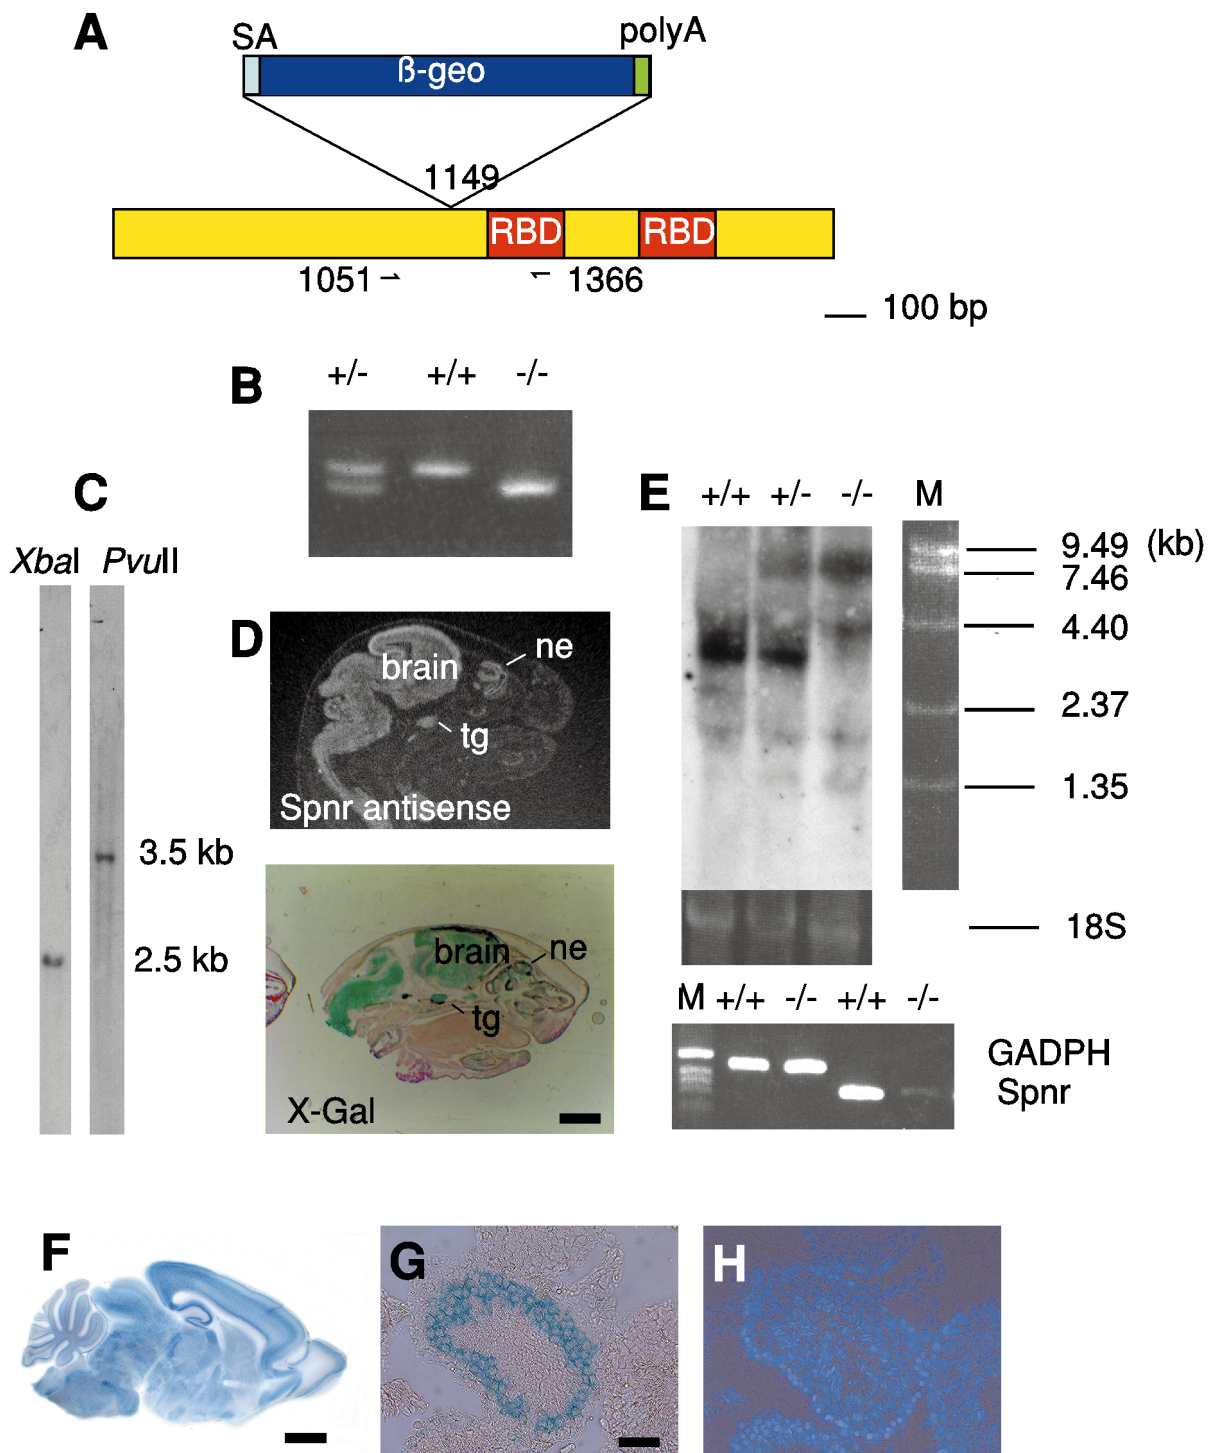 A
SA
polyA
ß-geo
1149
RBD
RBD
1051
1366
100 bp
B
+/-
+/+
-/-
C
XbaI
PvuII
3.5 kb
2.5 kb
D
brain
ne
tg
Spnr antisense
brain
ne
tg
X-Gal
E
+/+
+/-
-/-
M
9.49 (kb)
7.46
4.40
2.37
1.35
18S
M
+/+
-/-
+/+
-/-
GADPH
Spnr
F
G
H